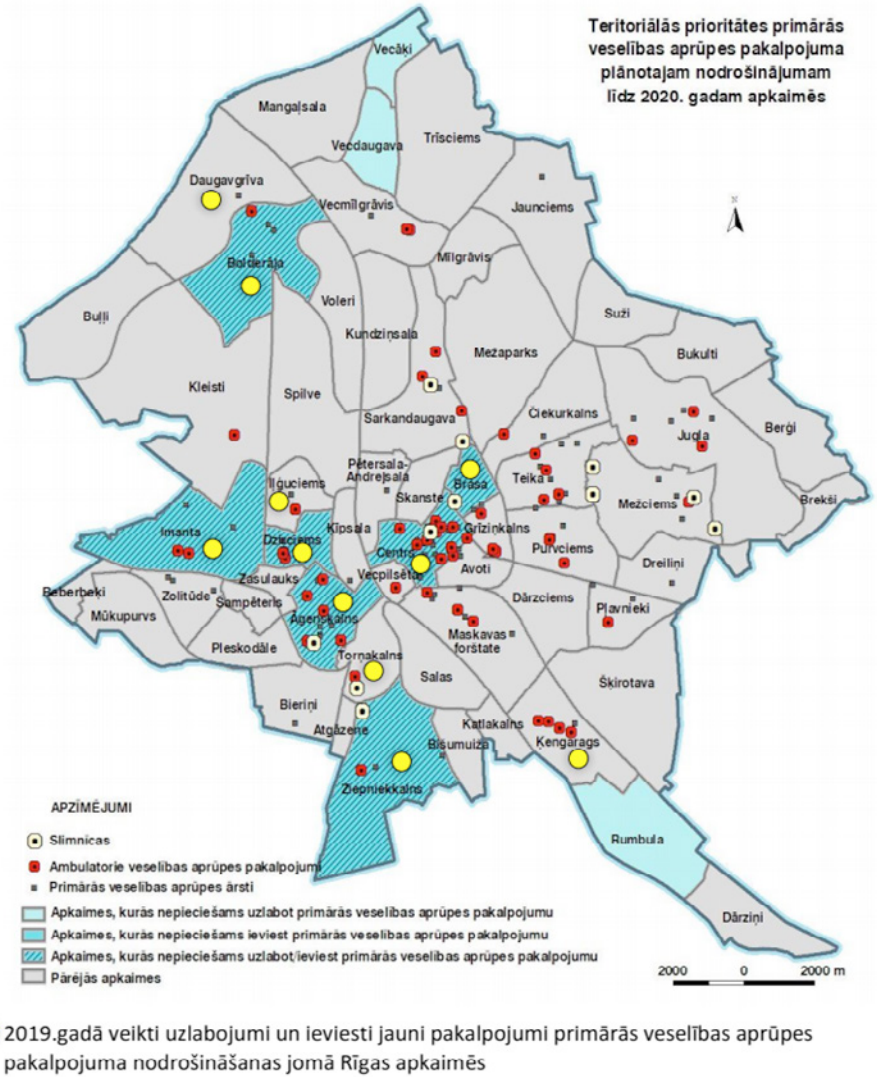 Teritoriālās prioritātes primārās
veselības aprūpes pakalpojuma
plānotajam nodrošinājumam
līdz 2020. gadam apkaimēs
Vecāķi
Mangaļsala
Vecdaugava
Trīsciems
Daugavgrīva
Vecmīlgrāvis
Jaunciems
Mīlgrāvis
Bolderāja
Voleri
Buļļi
Suži
Kundziņsala
Mežaparks
Bukulti
Kleisti
Spilve
Sarkandaugava
Čiekurkalns
Jugla
Berģi
Pētersala-
Andrejsala
Iļģuciems
Brasa
Teika
Skanste
Mežciems
Brekši
Imanta
Ķīpsala
Grīziņkalns
Dzirciems
Centrs
Purvciems
Vecpilsēta
Avoti
Dreiliņi
Zasulauks
Beberbeķi
Zolitūde
Sampēteris
Dārzciems
Pļavnieki
Mūkupurvs
Āgenskalns
Maskavas
forštate
Pleskodāle
Torņakalns
Salas
Šķirotava
Bieriņi
Atgāzene
Katlakalns
Bišumuiža
Ķengarags
Ziepniekkalns
Rumbula
Dārziņi
APZĪMĒJUMI
Slimnīcas
Ambulatorie veselības aprūpes pakalpojumi
Primārās veselības aprūpes ārsti
Apkaimes, kurās nepieciešams uzlabot primārās veselības aprūpes pakalpojumu
Apkaimes, kurās nepieciešams ieviest primārās veselības aprūpes pakalpojumu
Apkaimes, kurās nepieciešams uzlabot/ieviest primārās veselības aprūpes pakalpojumu
Pārējās apkaimes
2000 0 2000 m
2019.gadā veikti uzlabojumi un ieviesti jauni pakalpojumi primārās veselības aprūpes
pakalpojuma nodrošināšanas jomā Rīgas apkaimēs